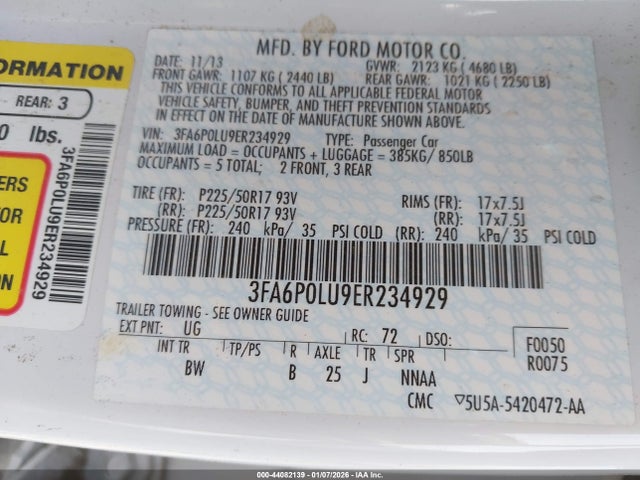 ORMATION
REAR: 3
0 lbs.
ERS
TOR
L
ON
3FA6P0LU9ER234929
MFD. BY FORD MOTOR CO.
DATE: 11/13 GVWR: 2123 KG ( 4680 LB)
FRONT GAWR: 1107 KG ( 2440 LB) REAR GAWR: 1021 KG ( 2250 LB)
THIS VEHICLE CONFORMS TO ALL APPLICABLE FEDERAL MOTOR
VEHICLE SAFETY, BUMPER, AND THEFT PREVENTION STANDARDS
IN EFFECT ON THE DATE OF MANUFACTURE SHOWN ABOVE.
VIN: 3FA6P0LU9ER234929 TYPE: Passenger Car
MAXIMUM LOAD = OCCUPANTS + LUGGAGE = 385KG/ 850LB
OCCUPANTS = 5 TOTAL; 2 FRONT, 3 REAR
TIRE (FR): P225/50R17 93V RIMS (FR): 17x7.5J
(RR): P225/50R17 93V (RR): 17x7.5J
PRESSURE (FR): 240 kPa/ 35 PSI COLD (RR): 240 kPa/ 35 PSI COLD
3FA6P0LU9ER234929
TRAILER TOWING - SEE OWNER GUIDE
EXT PNT: UG RC: 72 DSO: F0050
R0075
INT TR TP/PS R AXLE TR SPR
BW B 25 J NNAA
CMC ▽5U5A-5420472-AA
000-44082139 - 01/07/2026 - IAA Inc.